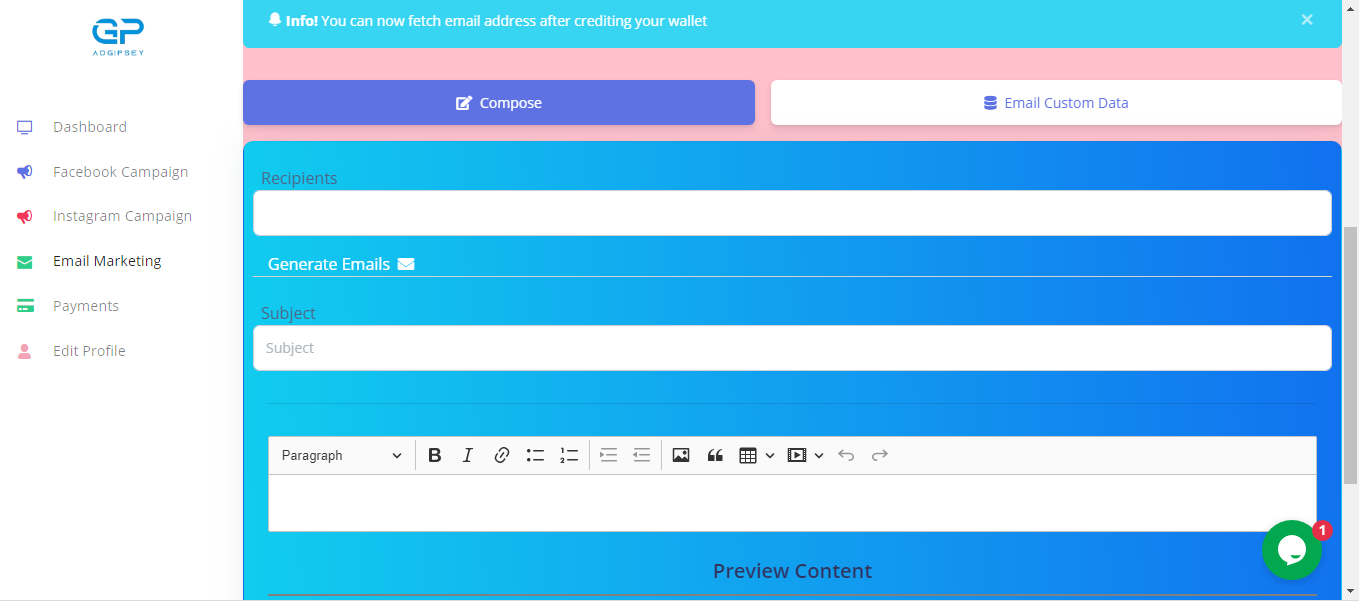 GP
ADGIPSEY
Dashboard
Facebook Campaign
Instagram Campaign
Email Marketing
Payments
Edit Profile
Info! You can now fetch email address after crediting your wallet
×
Compose
Email Custom Data
Recipients
Generate Emails
Subject
Subject
Paragraph
Preview Content
1